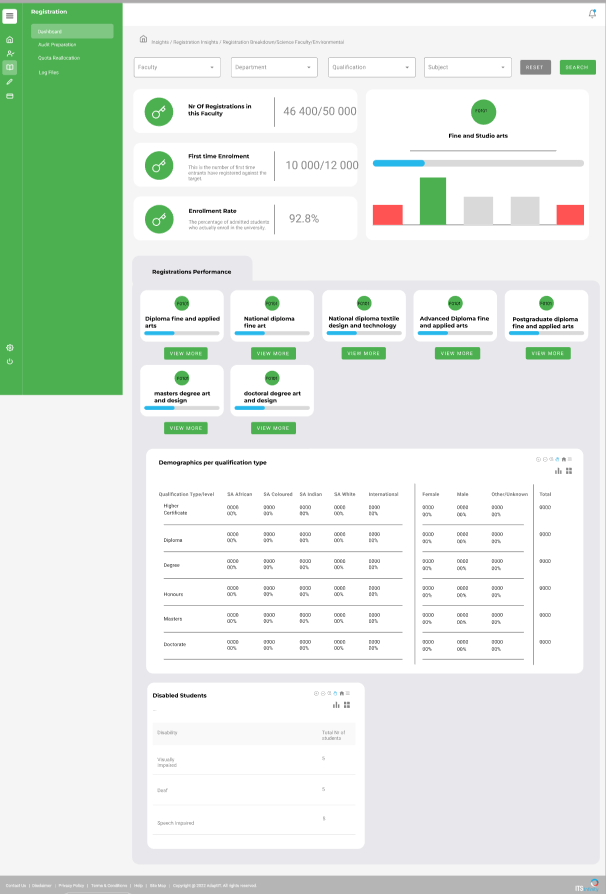 Registration
Dashboard
Audit Preparation
Quota Reallocation
Log Files
Insights / Registration Insights / Registration Breakdown/Science Faculty/Environmental
Faculty
Department
Qualification
Subject
RESET
SEARCH
Nr Of Registrations in
this Faculty
46 400/50 000
First time Enrolment
This is the number of first time
entrants have registered against the
target.
10 000/12 000
Enrollment Rate
The percentage of admitted students
who actually enroll in the university.
92.8%
F0101
Fine and Studio arts
Registrations Performance
F0101
Diploma fine and applied
arts
VIEW MORE
F0101
National diploma
fine art
VIEW MORE
F0101
National diploma textile
design and technology
VIEW MORE
F0101
Advanced Diploma fine
and applied arts
VIEW MORE
F0101
Postgraduate diploma
fine and applied arts
VIEW MORE
F0101
masters degree art
and design
VIEW MORE
F0101
doctoral degree art
and design
VIEW MORE
Demographics per qualification type
Qualification Type/level SA African SA Coloured SA Indian SA White International Female Male Other/Unknown Total
Higher 0000 0000 0000 0000 0000 0000 0000 0000 0000
Certificate 00% 00% 00% 00% 00% 00% 00% 00%
Diploma 0000 0000 0000 0000 0000 0000 0000 0000 0000
00% 00% 00% 00% 00% 00% 00% 00%
Degree 0000 0000 0000 0000 0000 0000 0000 0000 0000
00% 00% 00% 00% 00% 00% 00% 00%
Honours 0000 0000 0000 0000 0000 0000 0000 0000 0000
00% 00% 00% 00% 00% 00% 00% 00%
Masters 0000 0000 0000 0000 0000 0000 0000 0000 0000
00% 00% 00% 00% 00% 00% 00% 00%
Doctorate 0000 0000 0000 0000 0000 0000 0000 0000 0000
00% 00% 00% 00% 00% 00% 00% 00%
Disabled Students
Disability Total Nr of
students
Visually 6
Impaired
Deaf 5
Speech Impaired
Contact Us | Disclaimer | Privacy Policy | Terms & Conditions | Help | Site Map | Copyright @ 2022 AdaptIT. All rights reserved.